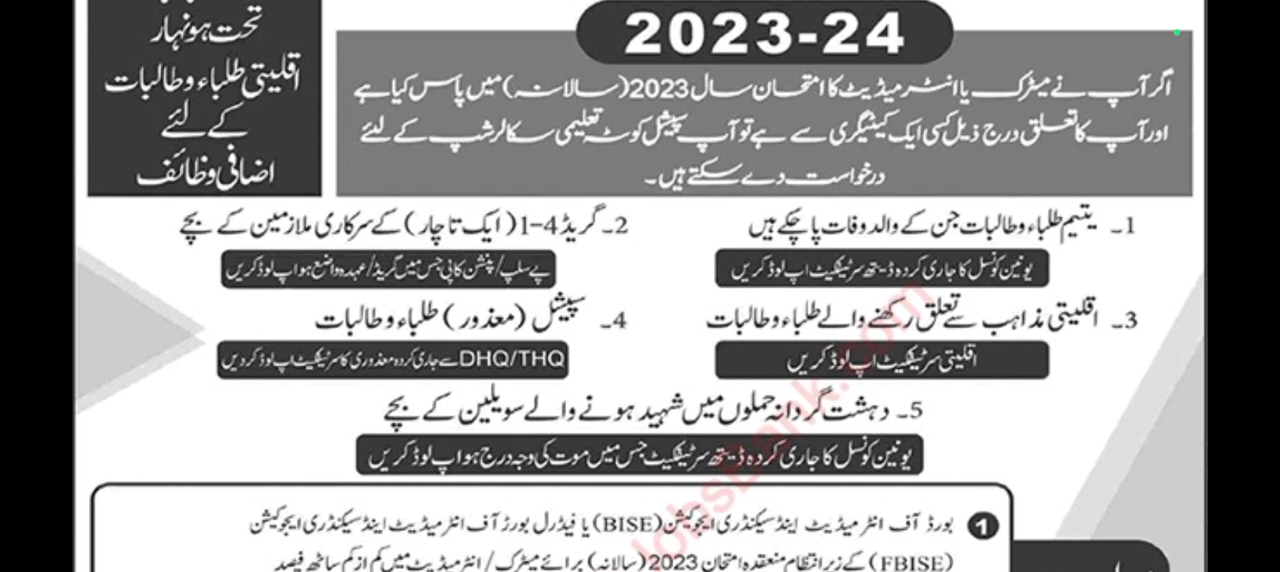 2023-24
اگر آپ نے میٹرک یا انٹرمیڈیٹ کا امتحان سال 2023 (سالانہ) میں پاس کیا ہے
اور آپ کا تعلق درج ذیل کسی ایک کیٹیگری سے ہے تو آپ سپیشل کوٹہ تعلیمی سکالرشپ کے لئے
درخواست دے سکتے ہیں۔
تحت ہونہار
اقلیتی طلباء و طالبات
کے لئے
اضافی وظائف
1۔ یتیم طلباء و طالبات جن کے والد وفات پا چکے ہیں
یونین کونسل کا جاری کردہ ڈیتھ سرٹیفکیٹ اپ لوڈ کریں
2۔ گریڈ 4-1 (ایک تا چار) کے سرکاری ملازمین کے بچے
پے سلپ/ پنشن کاپی جس میں گریڈ/عہدہ واضع ہو اپ لوڈ کریں
3۔ اقلیتی مذاہب سے تعلق رکھنے والے طلباء و طالبات
اقلیتی سرٹیفکیٹ اپ لوڈ کریں
4۔ سپیشل (معذور) طلباء و طالبات
DHQ/THQ سے جاری کردہ معذوری کا سرٹیفکیٹ اپ لوڈ کر دیں
5۔ دہشت گردانہ حملوں میں شہید ہونے والے سویلین کے بچے
یونین کونسل کا جاری کردہ ڈیتھ سرٹیفکیٹ جس میں موت کی وجہ درج ہو اپ لوڈ کریں
1 بورڈ آف انٹرمیڈیٹ اینڈ سیکنڈری ایجوکیشن (BISE) یا فیڈرل بورڈ آف انٹرمیڈیٹ اینڈ سیکنڈری ایجوکیشن
(FBISE) کے زیر انتظام منعقدہ امتحان 2023 (سالانہ) برائے میٹرک / انٹرمیڈیٹ میں کم از کم ساٹھ فیصد
JobsBank.com